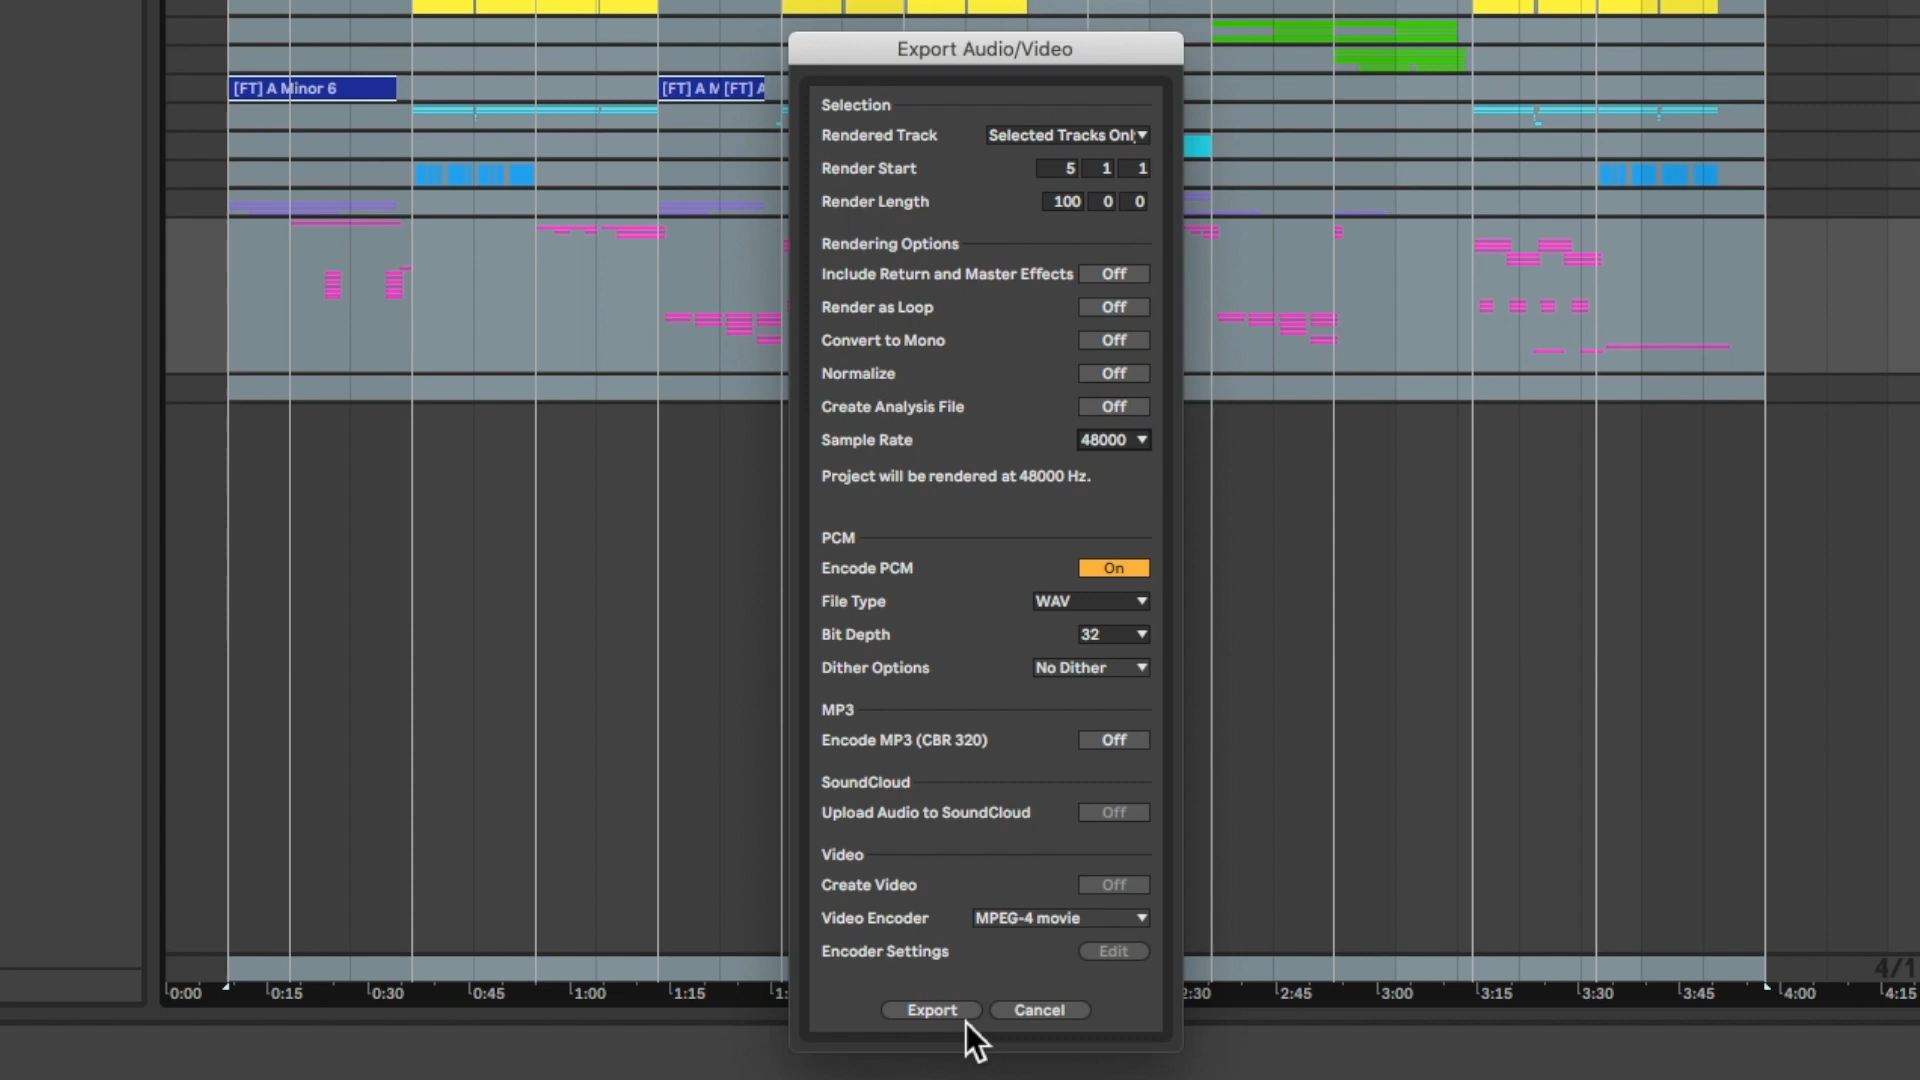 Export Audio/Video
[FT] A Minor 6
[FT] A M [FT] A
Selection
Rendered Track Selected Tracks Onl
Render Start 5 1 1
Render Length 100 0 0
Rendering Options
Include Return and Master Effects Off
Render as Loop Off
Convert to Mono Off
Normalize Off
Create Analysis File Off
Sample Rate 48000
Project will be rendered at 48000 Hz.
PCM
Encode PCM On
File Type WAV
Bit Depth 32
Dither Options No Dither
MP3
Encode MP3 (CBR 320) Off
SoundCloud
Upload Audio to SoundCloud Off
Video
Create Video Off
Video Encoder MPEG-4 movie
Encoder Settings Edit
4/1
0:00 0:15 0:30 0:45 1:00 1:15 1: 2:30 2:45 3:00 3:15 3:30 3:45 4:00 4:15
Export Cancel